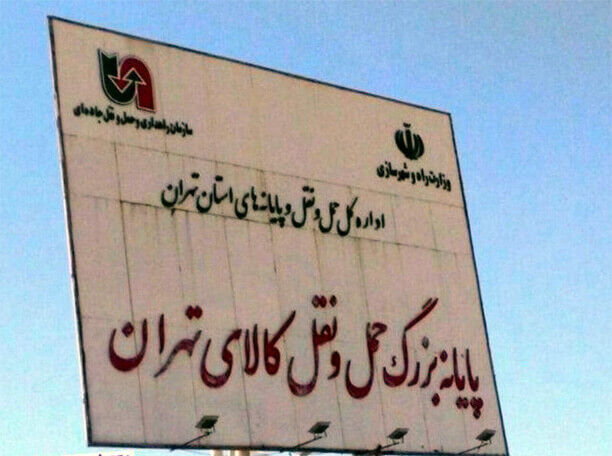 وزارت راه و شهرسازی
سازمان راهداری و حمل و نقل جاده‌ای
اداره کل حمل و نقل و پایانه های استان تهران
پایانه بزرگ حمل و نقل کالای تهران